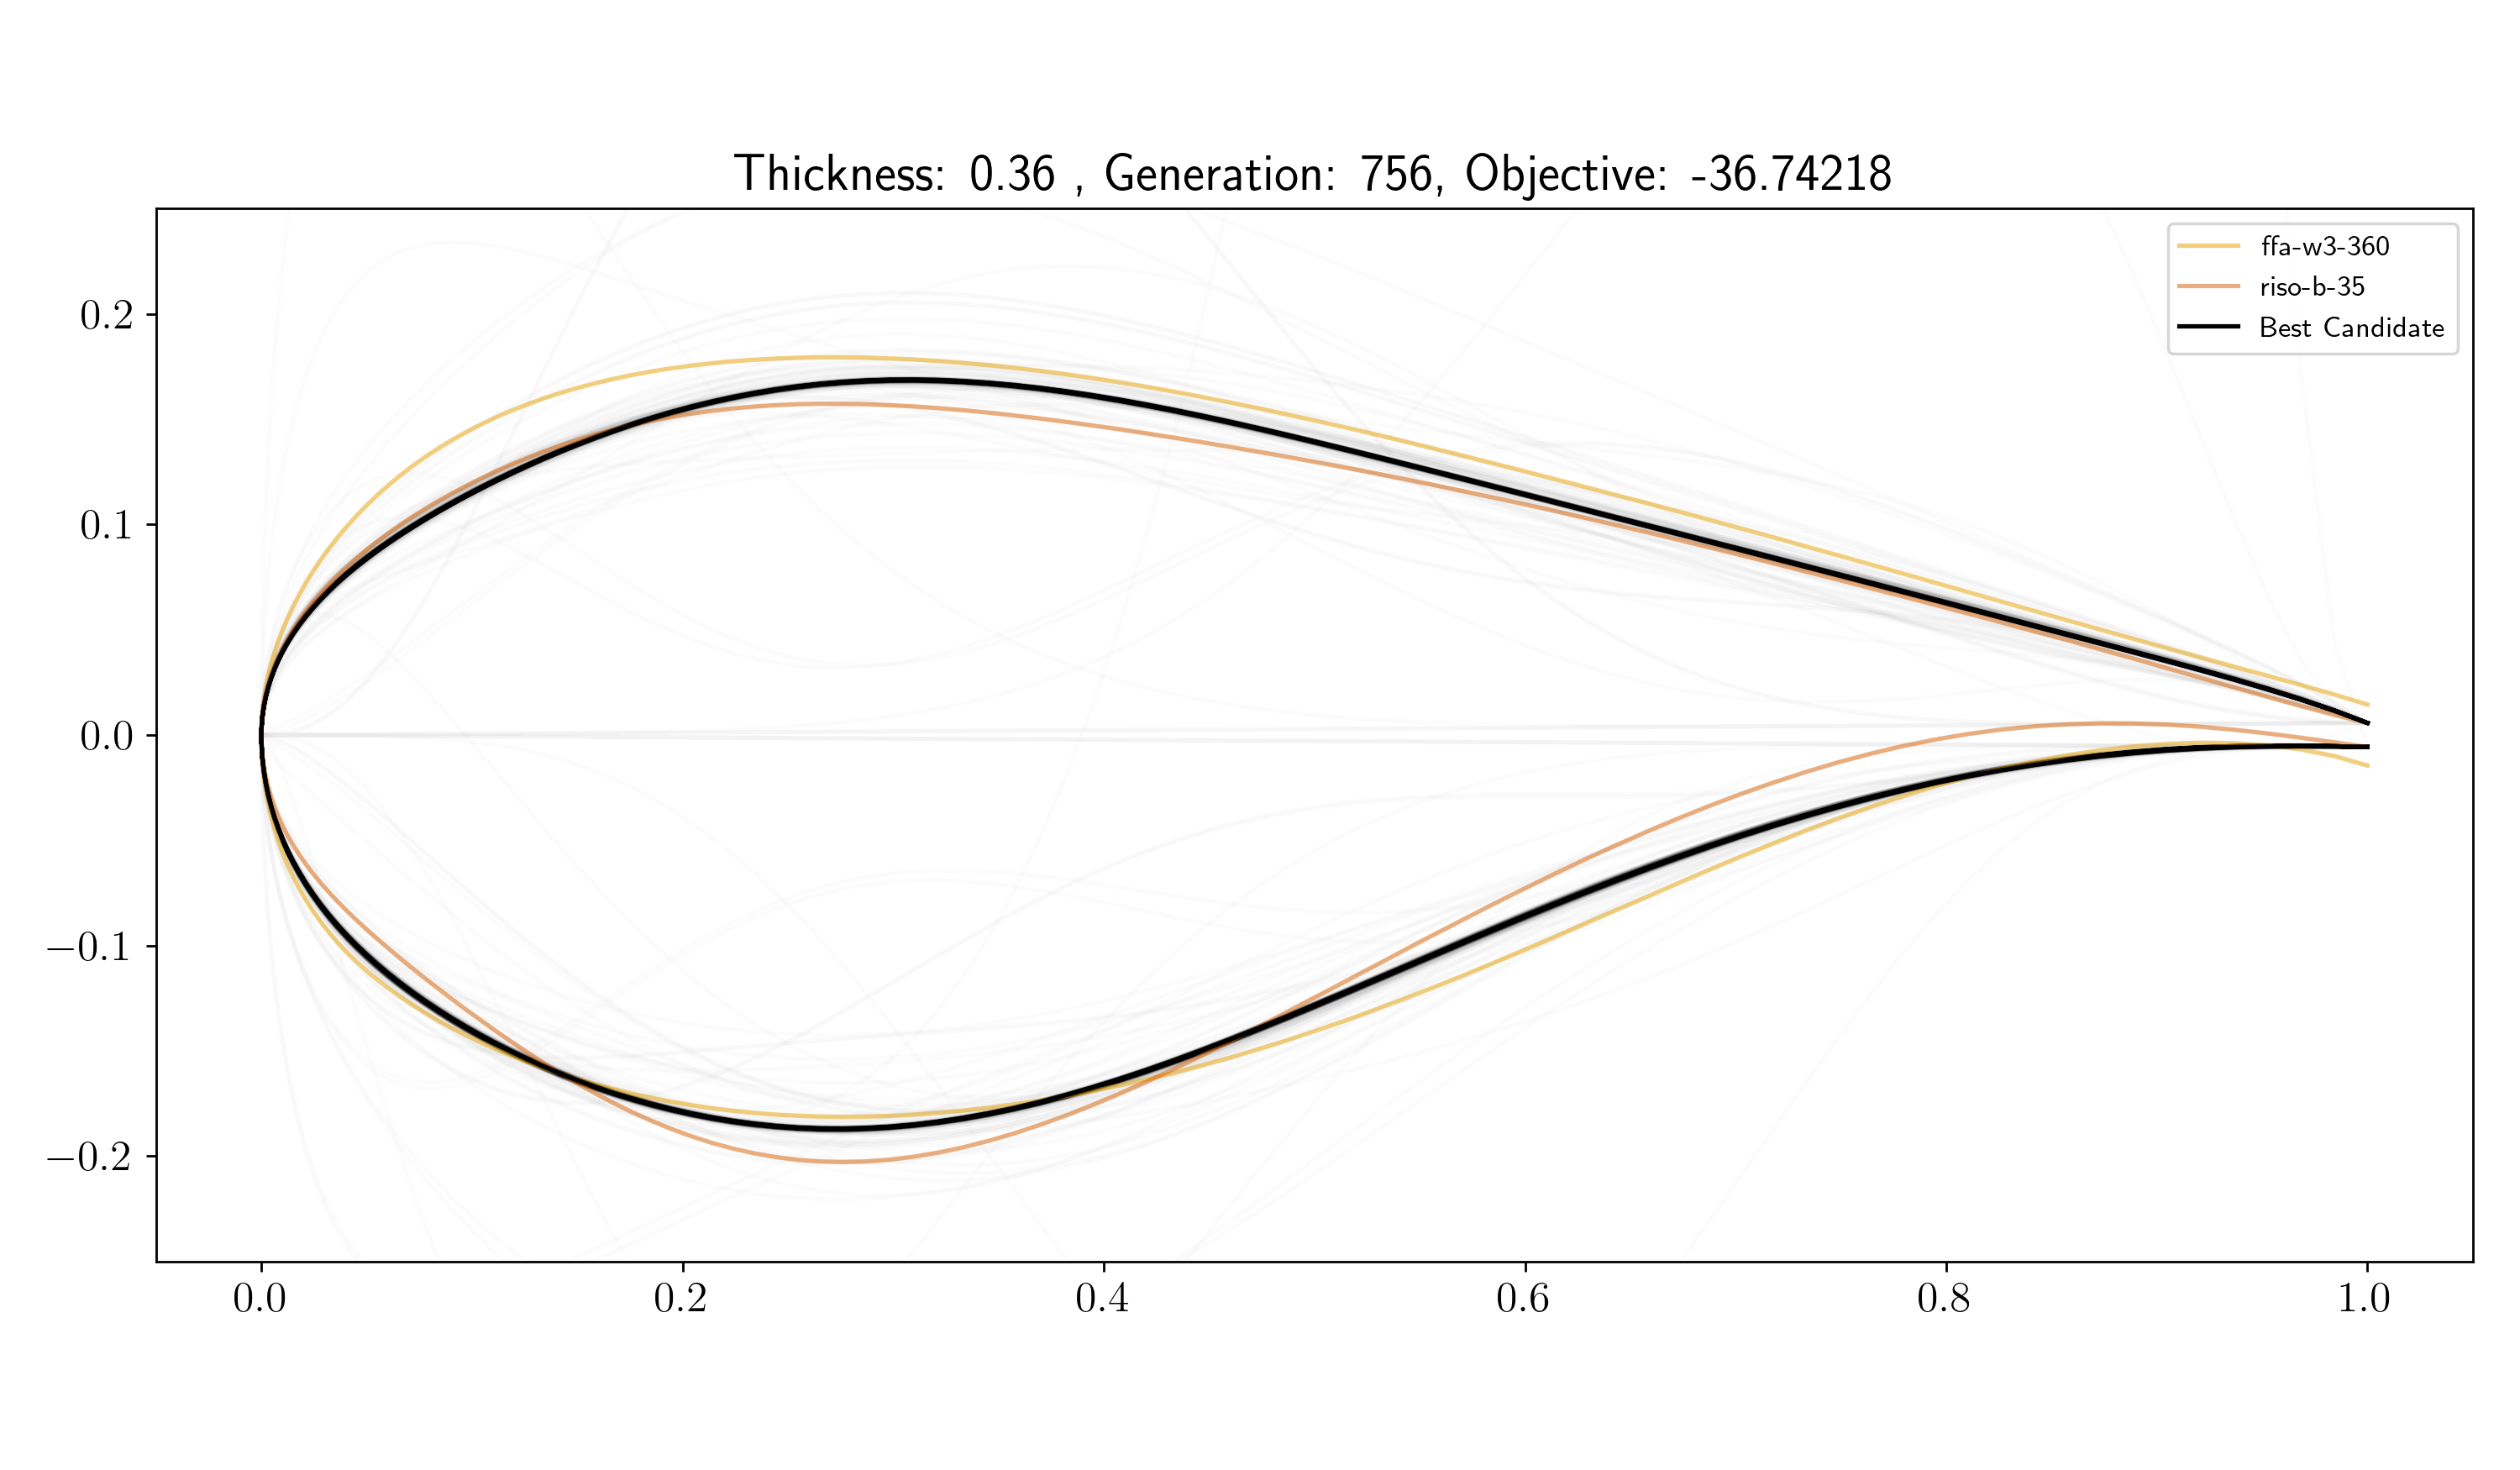 Thickness: 0.36 , Generation: 756, Objective: -36.74218
ffa-w3-360
riso-b-35
Best Candidate
0.2
0.1
0.0
−0.1
−0.2
0.0 0.2 0.4 0.6 0.8 1.0